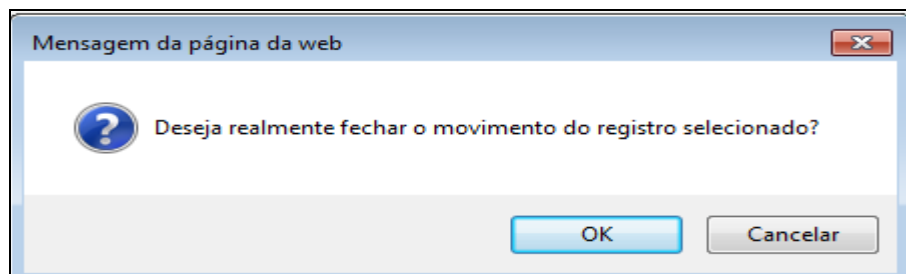 Mensagem da página da web
Deseja realmente fechar o movimento do registro selecionado?
OK
Cancelar